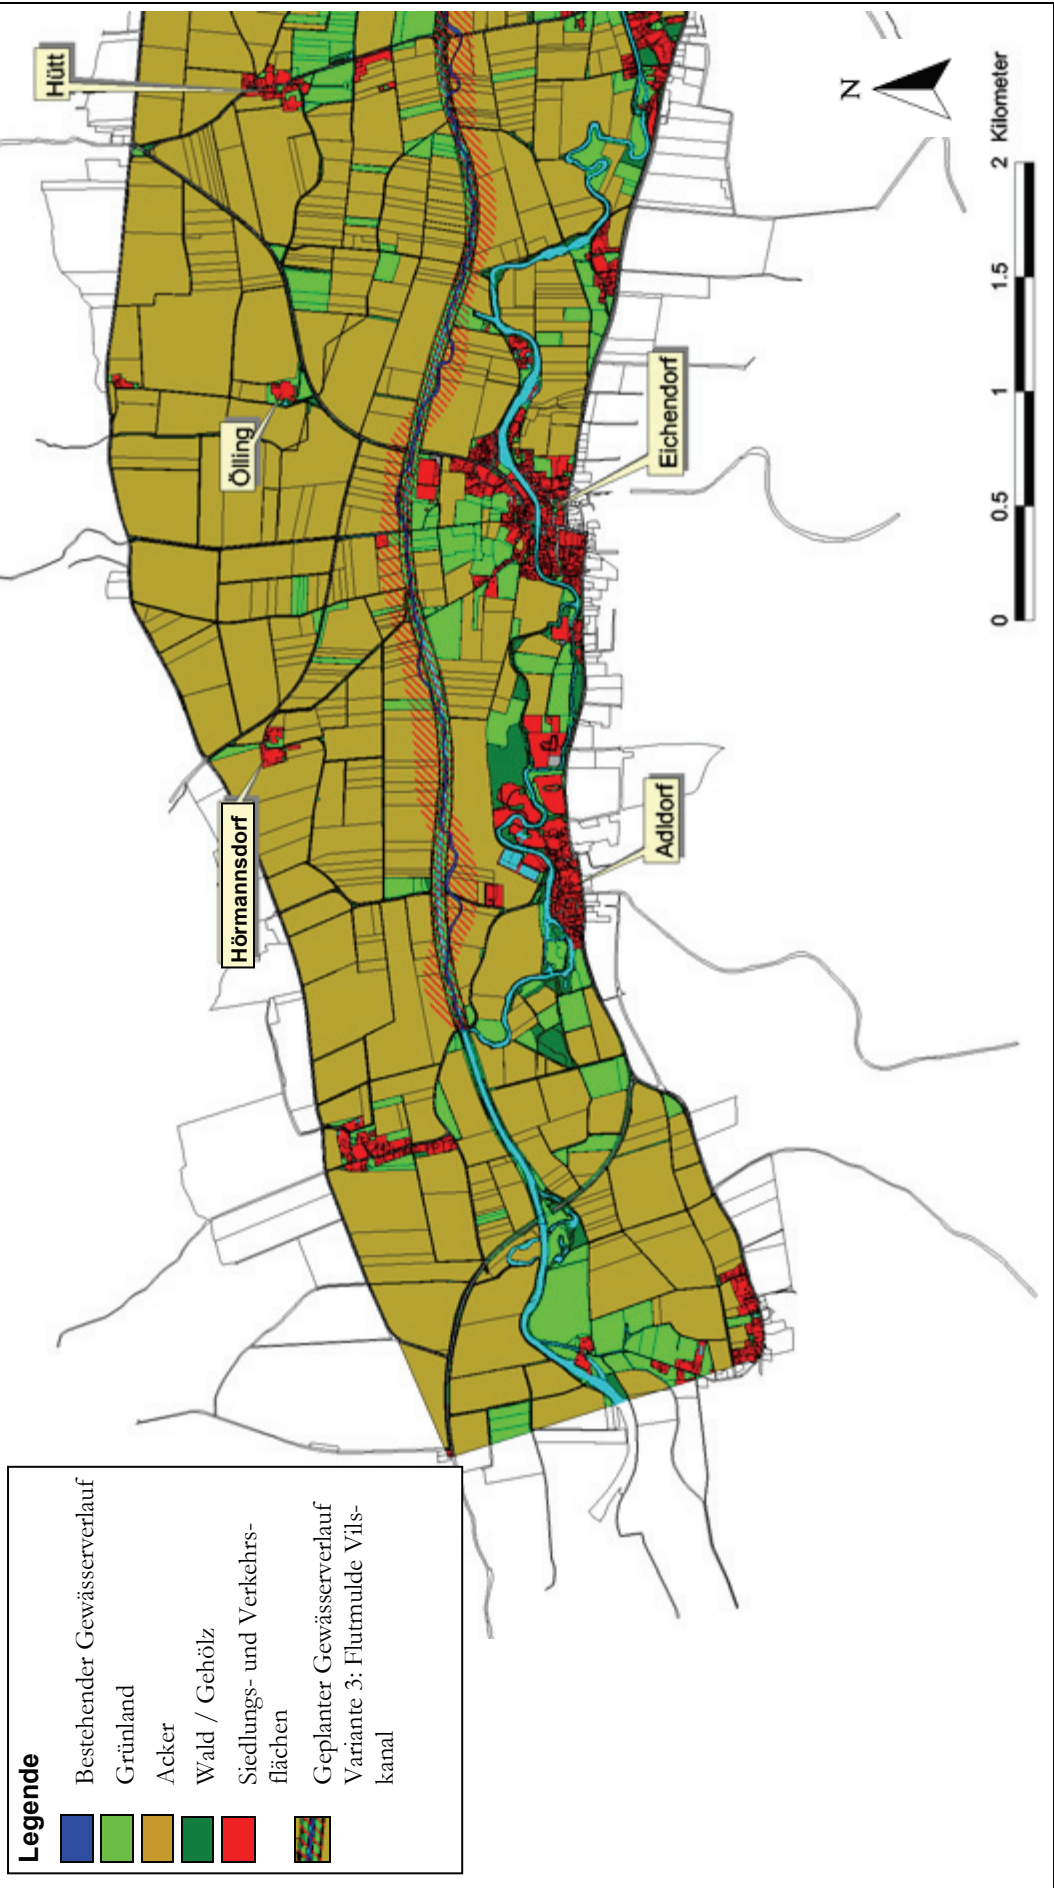 Legende
Bestehender Gewässerverlauf
Grünland
Acker
Wald / Gehölz
Siedlungs- und Verkehrs-
flächen
Geplanter Gewässerverlauf
Variante 3: Flutmulde Vils-
kanal
Hörmannsdorf
Ölling
Hütt
Adldorf
Eichendorf
N
0 0.5 1 1.5 2 Kilometer